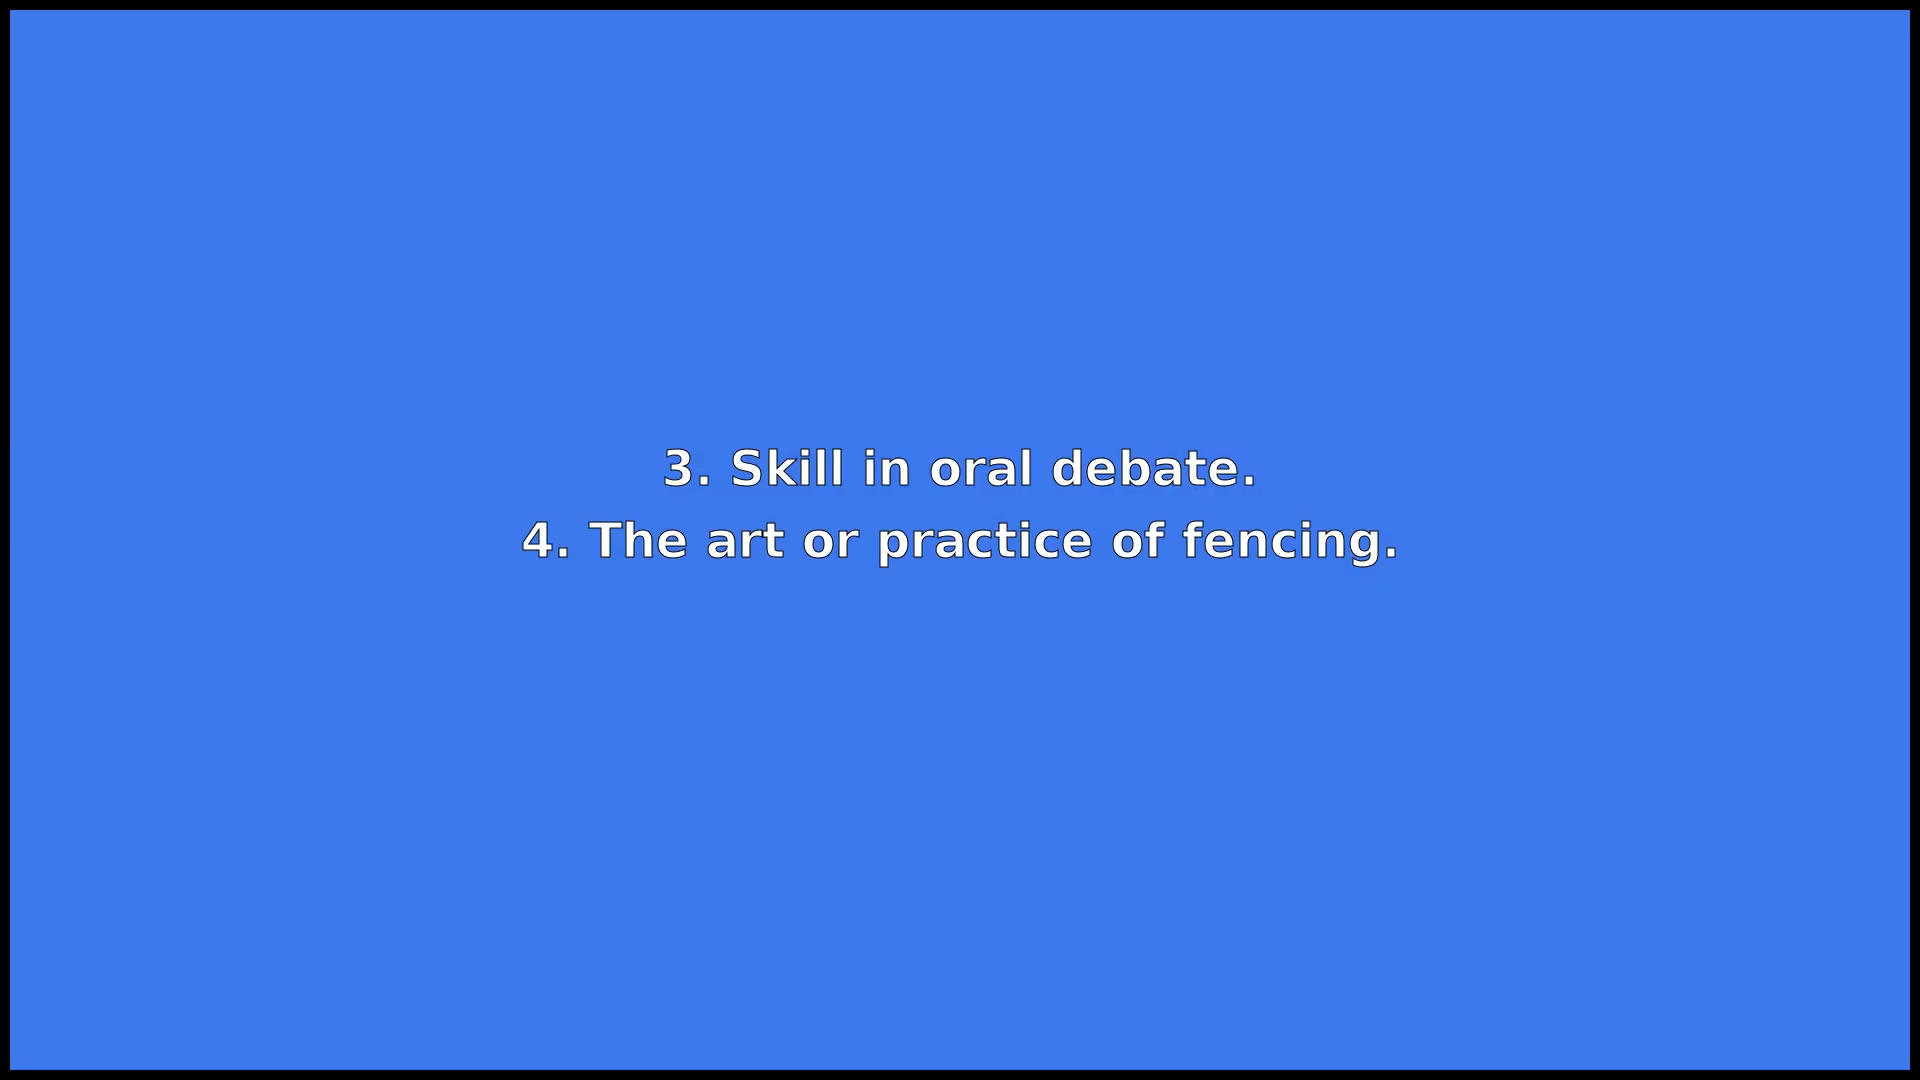 3. Skill in oral debate.
4. The art or practice of fencing.